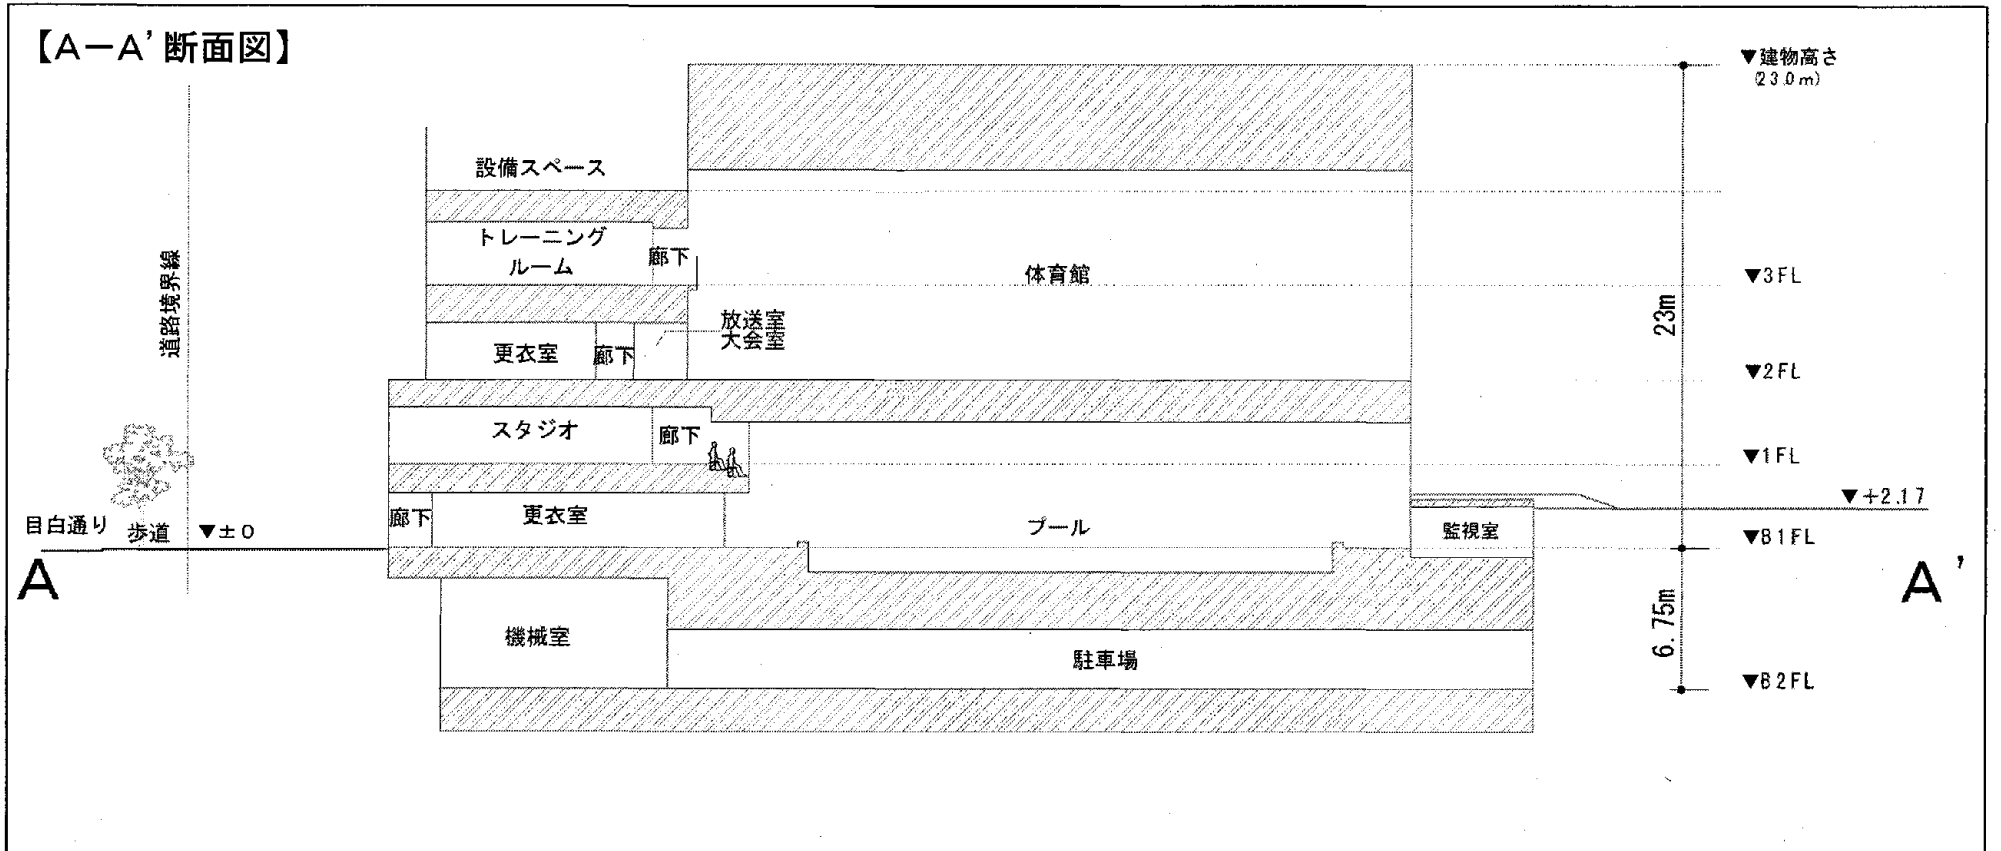 【A－A'断面図】
▼建物高さ
(23.0m)
設備スペース
道路境界線
トレーニング
ルーム
廊下
体育館
▼3FL
23m
放送室
大会室
更衣室
廊下
▼2FL
スタジオ
廊下
▼1FL
▼+2.17
目白通り
歩道
▼±0
廊下
更衣室
プール
監視室
▼B1FL
A
A'
機械室
駐車場
6.75m
▼B2FL